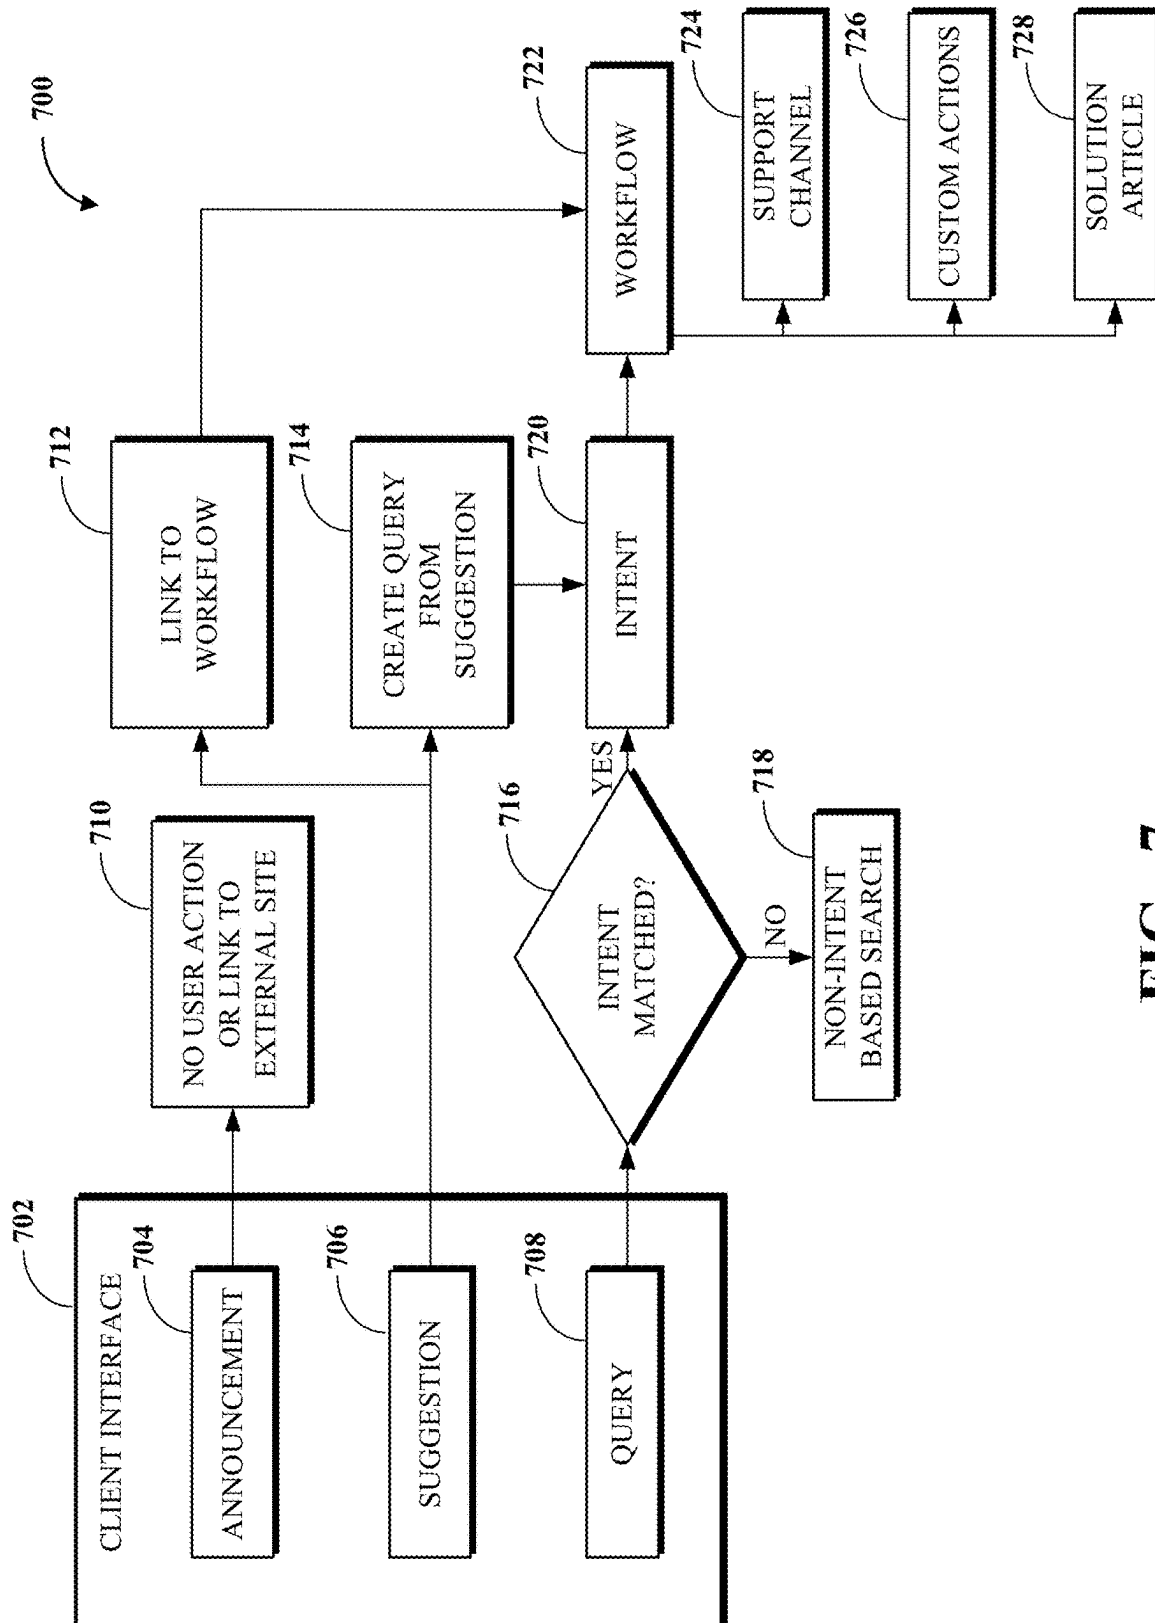 700
702
CLIENT INTERFACE
704
ANNOUNCEMENT
706
SUGGESTION
708
QUERY
710
NO USER ACTION
OR LINK TO
EXTERNAL SITE
712
LINK TO
WORKFLOW
714
CREATE QUERY
FROM
SUGGESTION
716
INTENT
MATCHED?
YES
NO
718
NON-INTENT
BASED SEARCH
720
INTENT
722
WORKFLOW
724
SUPPORT
CHANNEL
726
CUSTOM ACTIONS
728
SOLUTION
ARTICLE
FIG. 7